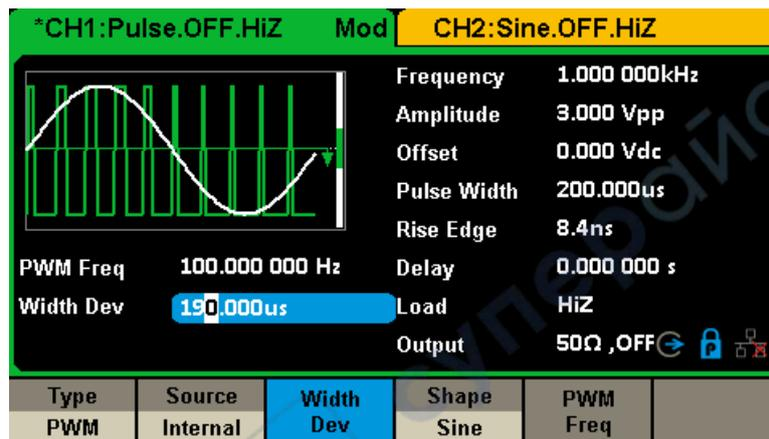 *CH1:Pulse.OFF.HiZ Mod
CH2:Sine.OFF.HiZ
Frequency 1.000 000kHz
Amplitude 3.000 Vpp
Offset 0.000 Vdc
Pulse Width 200.000us
Rise Edge 8.4ns
PWM Freq 100.000 000 Hz
Delay 0.000 000 s
Width Dev 190.000us
Load HiZ
Output 50Ω ,OFF P
Type
PWM
Source
Internal
Width
Dev
Shape
Sine
PWM
Freq